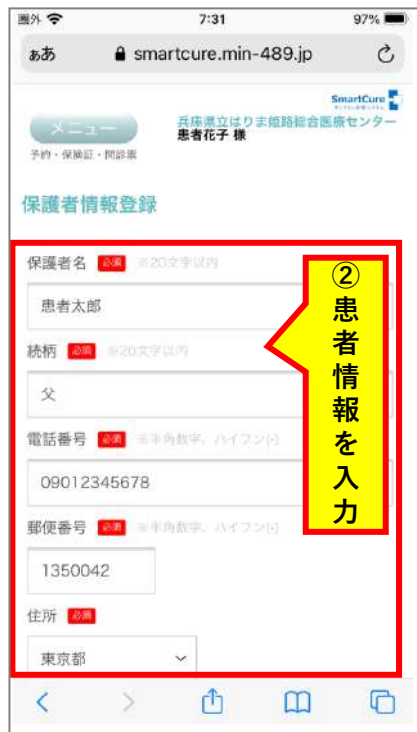 圏外 7:31 97%
ぁあ smartcure.min-489.jp
SmartCure
メニュー
予約・保険証・問診票
兵庫県立はりま姫路総合医療センター
患者花子 様
保護者情報登録
保護者名 必須 ※20文字以内
患者太郎
続柄 必須 ※20文字以内
父
電話番号 必須 ※半角数字、ハイフン(-)
09012345678
郵便番号 必須 ※半角数字、ハイフン(-)
1350042
住所 必須
東京都
②患者情報を入力